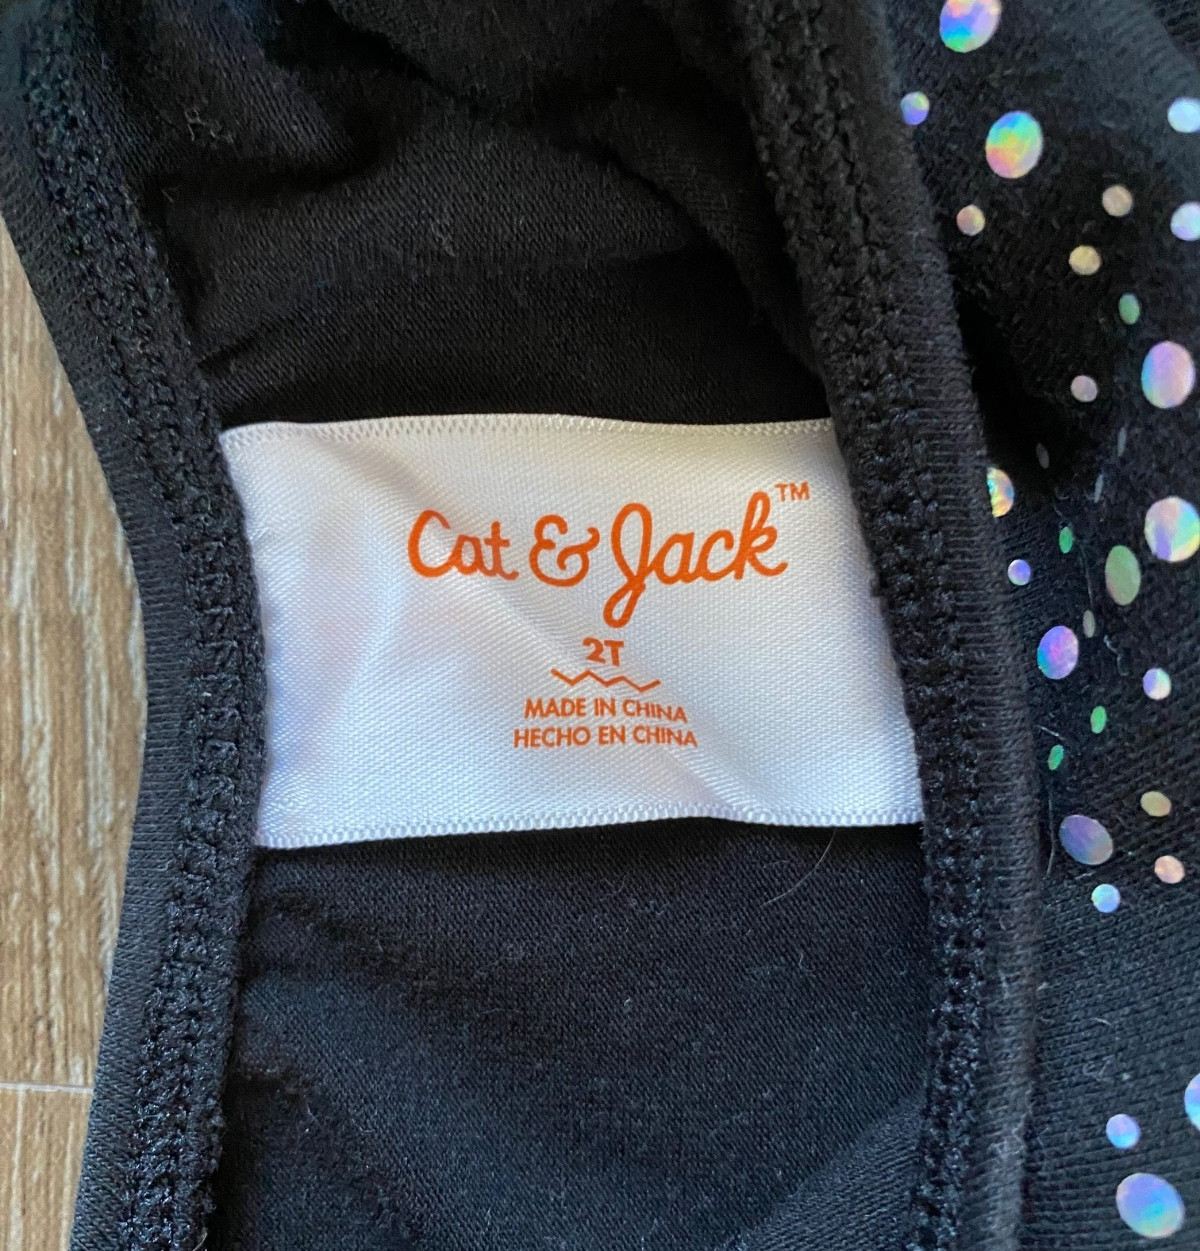 Cat & Jack™
2T
MADE IN CHINA
HECHO EN CHINA